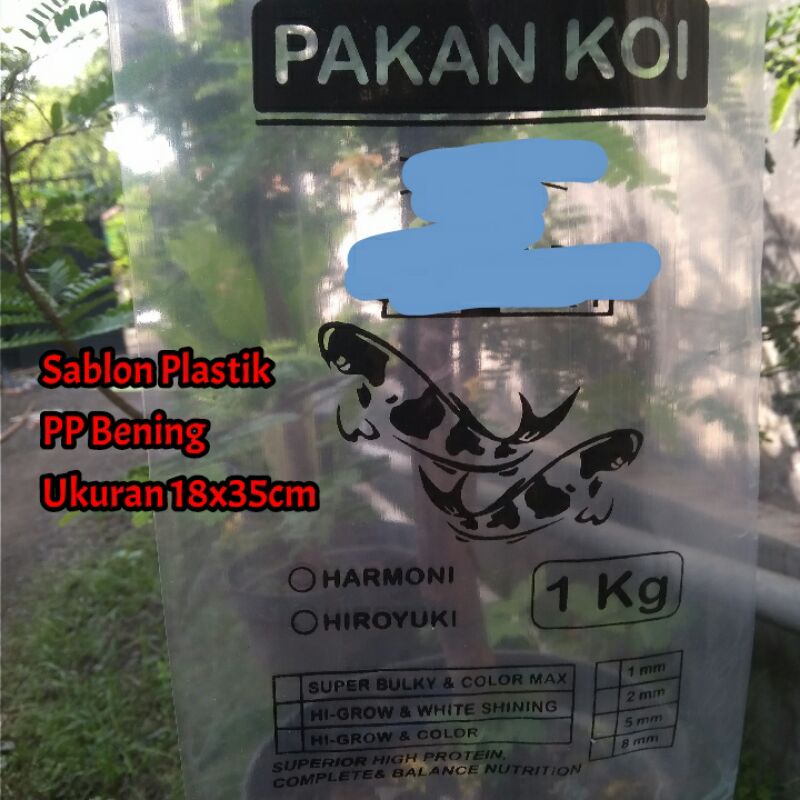 PAKAN KOI
Sablon Plastik
PP Bening
Ukuran 18x35cm
HARMONI
HIROYUKI
1 Kg
SUPER BULKY & COLOR MAX
HI-GROW & WHITE SHINING
HI-GROW & COLOR
1 mm
2 mm
5 mm
8 mm
SUPERIOR HIGH PROTEIN,
COMPLETE& BALANCE NUTRITION